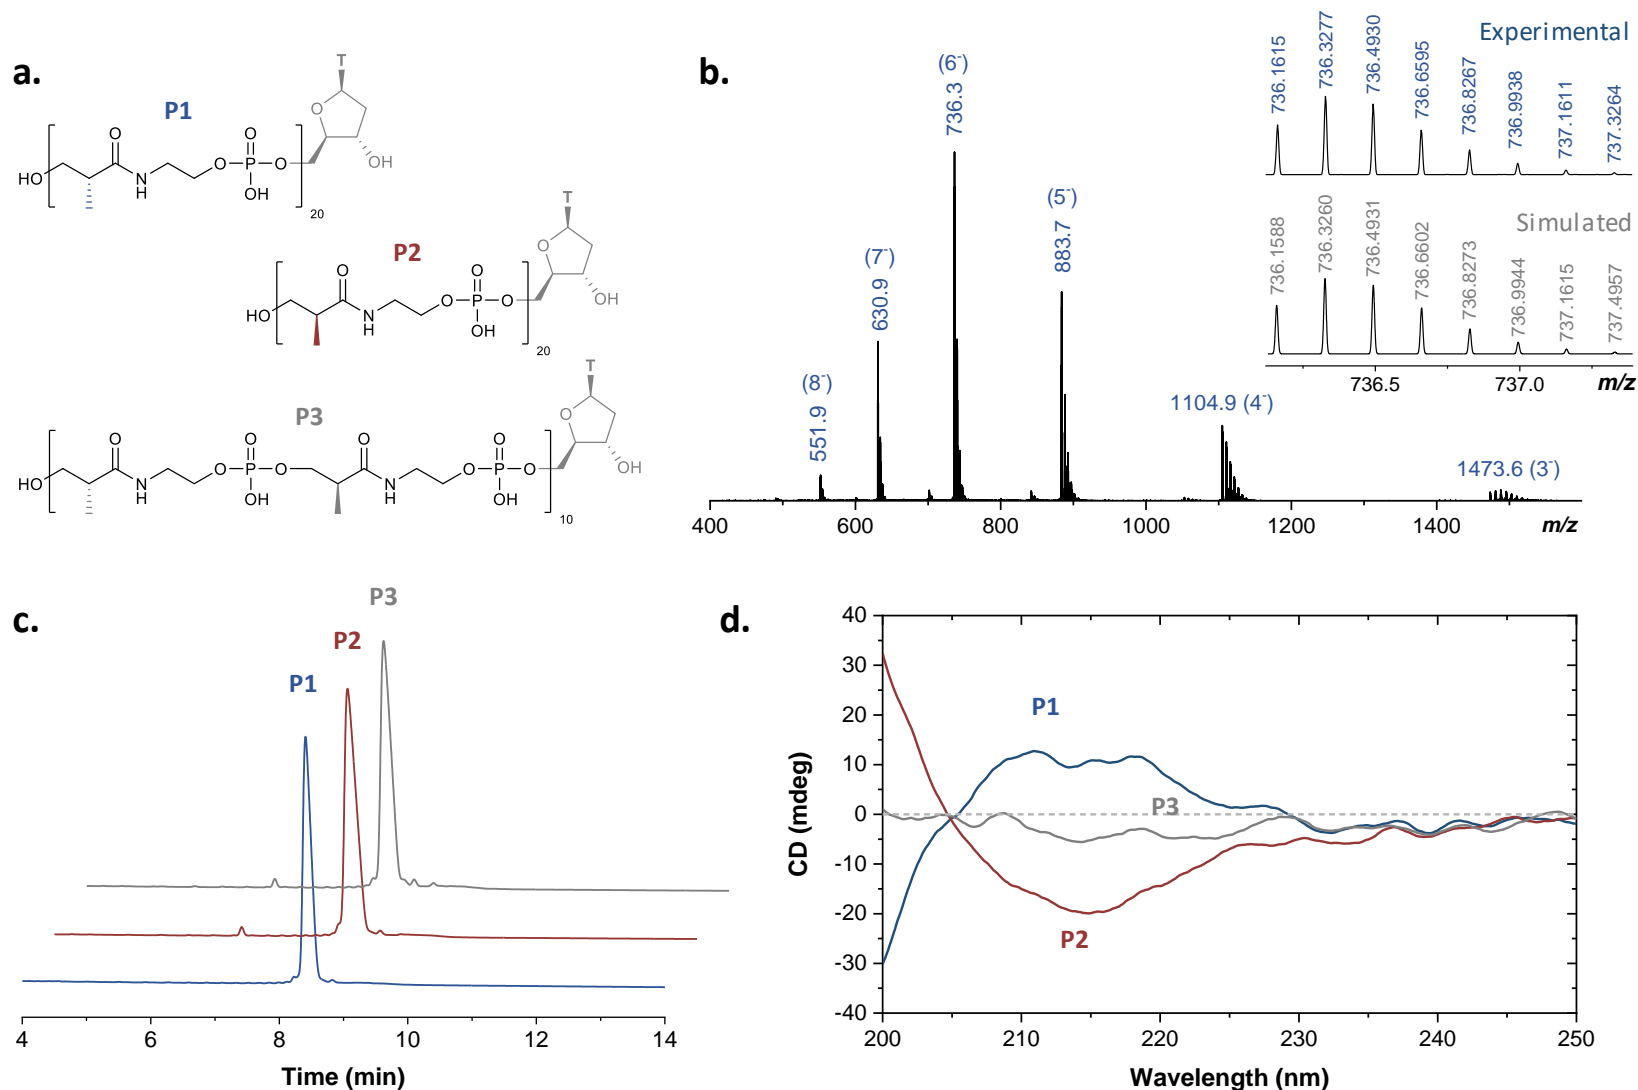 a.
P1
HO
O
N
H
O
O
P
OH
O
20
T
O
OH
P2
HO
O
N
H
O
O
P
OH
O
20
T
O
OH
P3
HO
O
N
H
O
O
P
OH
O
O
N
H
O
O
P
OH
O
10
T
O
OH
b.
551.9 (8-)
630.9 (7-)
736.3 (6-)
883.7 (5-)
1104.9 (4-)
1473.6 (3-)
400 600 800 1000 1200 1400 m/z
Experimental
736.1615
736.3277
736.4930
736.6595
736.8267
736.9938
737.1611
737.3264
Simulated
736.1588
736.3260
736.4931
736.6602
736.8273
736.9944
737.1615
737.4957
736.5 737.0 m/z
c.
P3
P2
P1
4 6 8 10 12 14
Time (min)
d.
CD (mdeg)
40
30
20
10
0
-10
-20
-30
-40
P1
P3
P2
200 210 220 230 240 250
Wavelength (nm)